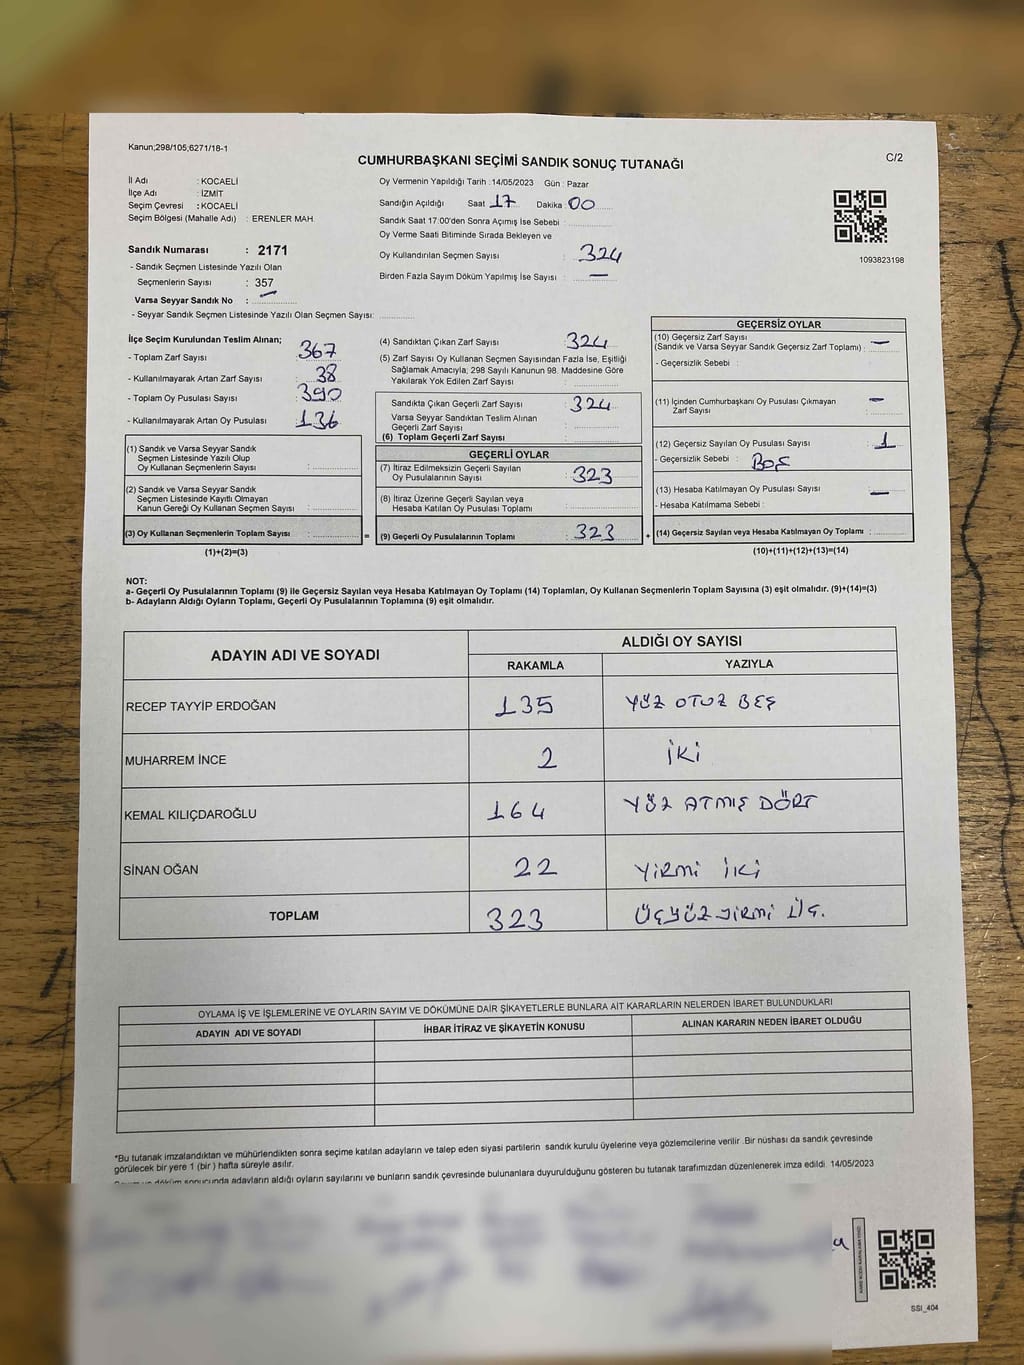 Kanun;298/105;6271/18-1
CUMHURBAŞKANI SEÇİMİ SANDIK SONUÇ TUTANAĞI
C/2
İl Adı : KOCAELİ
İlçe Adı : İZMİT
Seçim Çevresi : KOCAELİ
Seçim Bölgesi (Mahalle Adı) : ERENLER MAH.
Oy Vermenin Yapıldığı Tarih :14/05/2023 Gün : Pazar
Sandığın Açıldığı Saat 17 Dakika : 00
Sandık Saat 17:00'den Sonra Açımış İse Sebebi :
Oy Verme Saati Bitiminde Sırada Bekleyen ve
Oy Kullandırılan Seçmen Sayısı : 324
Birden Fazla Sayım Döküm Yapılmış İse Sayısı : —
1093823198
Sandık Numarası : 2171
- Sandık Seçmen Listesinde Yazılı Olan
Seçmenlerin Sayısı : 357
Varsa Seyyar Sandık No : —
- Seyyar Sandık Seçmen Listesinde Yazılı Olan Seçmen Sayısı:
İlçe Seçim Kurulundan Teslim Alınan;
- Toplam Zarf Sayısı : 367
- Kullanılmayarak Artan Zarf Sayısı : 38
- Toplam Oy Pusulası Sayısı : 390
- Kullanılmayarak Artan Oy Pusulası : 136
(1) Sandık ve Varsa Seyyar Sandık
Seçmen Listesinde Yazılı Olup
Oy Kullanan Seçmenlerin Sayısı :
(2) Sandık ve Varsa Seyyar Sandık
Seçmen Listesinde Kayıtlı Olmayan
Kanun Gereği Oy Kullanan Seçmen Sayısı :
(3) Oy Kullanan Seçmenlerin Toplam Sayısı :
(1)+(2)=(3)
=
(4) Sandıktan Çıkan Zarf Sayısı : 324
(5) Zarf Sayısı Oy Kullanan Seçmen Sayısından Fazla İse, Eşitliği
Sağlamak Amacıyla, 298 Sayılı Kanunun 98. Maddesine Göre
Yakılarak Yok Edilen Zarf Sayısı :
Sandıkta Çıkan Geçerli Zarf Sayısı : 324
Varsa Seyyar Sandıktan Teslim Alınan
Geçerli Zarf Sayısı :
(6) Toplam Geçerli Zarf Sayısı :
GEÇERLİ OYLAR
(7) İtiraz Edilmeksizin Geçerli Sayılan
Oy Pusulalarının Sayısı : 323
(8) İtiraz Üzerine Geçerli Sayılan veya
Hesaba Katılan Oy Pusulası Toplamı :
(9) Geçerli Oy Pusulalarının Toplamı : 323
+
GEÇERSİZ OYLAR
(10) Geçersiz Zarf Sayısı
(Sandık ve Varsa Seyyar Sandık Geçersiz Zarf Toplamı) : —
- Geçersizlik Sebebi :
(11) İçinden Cumhurbaşkanı Oy Pusulası Çıkmayan
Zarf Sayısı : —
(12) Geçersiz Sayılan Oy Pusulası Sayısı : 1
- Geçersizlik Sebebi : BOŞ
(13) Hesaba Katılmayan Oy Pusulası Sayısı : —
- Hesaba Katılmama Sebebi :
(14) Geçersiz Sayılan veya Hesaba Katılmayan Oy Toplamı :
(10)+(11)+(12)+(13)=(14)
NOT:
a- Geçerli Oy Pusulalarının Toplamı (9) ile Geçersiz Sayılan veya Hesaba Katılmayan Oy Toplamı (14) Toplamları, Oy Kullanan Seçmenlerin Toplam Sayısına (3) eşit olmalıdır. (9)+(14)=(3)
b- Adayların Aldığı Oyların Toplamı, Geçerli Oy Pusulalarının Toplamına (9) eşit olmalıdır.
ADAYIN ADI VE SOYADI
ALDIĞI OY SAYISI
RAKAMLA YAZIYLA
RECEP TAYYİP ERDOĞAN 135 YÜZ OTUZ BEŞ
MUHARREM İNCE 2 İKİ
KEMAL KILIÇDAROĞLU 164 YÜZ ATMIŞ DÖRT
SİNAN OĞAN 22 YİRMİ İKİ
TOPLAM 323 ÜÇYÜZ YİRMİ ÜÇ.
OYLAMA İŞ VE İŞLEMLERİNE VE OYLARIN SAYIM VE DÖKÜMÜNE DAİR ŞİKAYETLERLE BUNLARA AİT KARARLARIN NELERDEN İBARET BULUNDUKLARI
ADAYIN ADI VE SOYADI İHBAR İTİRAZ VE ŞİKAYETİN KONUSU ALINAN KARARIN NEDEN İBARET OLDUĞU
*Bu tutanak imzalandıktan ve mühürlendikten sonra seçime katılan adayların ve talep eden siyasi partilerin sandık kurulu üyelerine veya gözlemcilerine verilir .Bir nüshası da sandık çevresinde
görülecek bir yere 1 (bir ) hafta süreyle asılır.
Sayım ve döküm sonucunda adayların aldığı oyların sayılarını ve bunların sandık çevresinde bulunanlara duyurulduğunu gösteren bu tutanak tarafımızdan düzenlenerek imza edildi. 14/05/2023
SSI_404